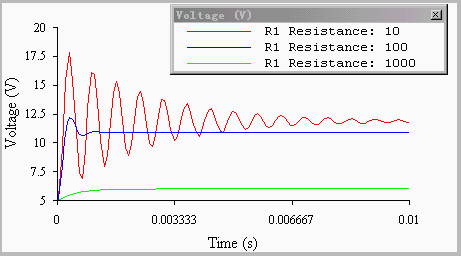 Voltage (V)
R1 Resistance: 10
R1 Resistance: 100
R1 Resistance: 1000
20
17.5
15
12.5
10
7.5
5
Voltage (V)
0
0.003333
0.006667
0.01
Time (s)